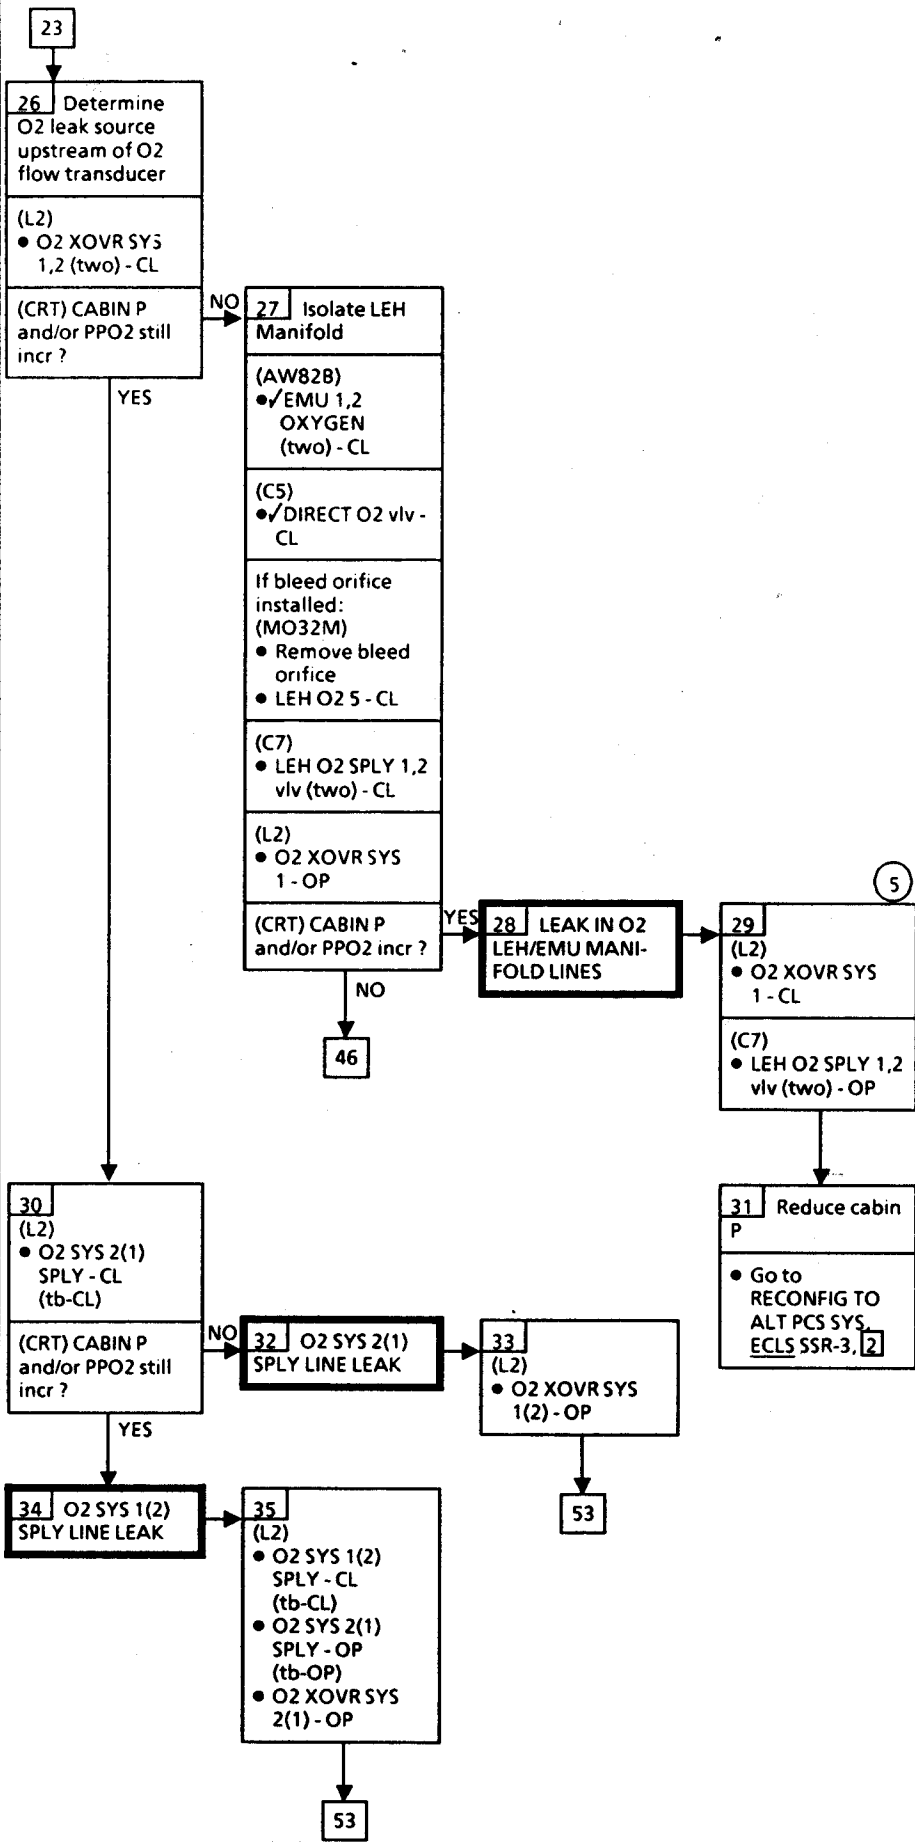 23
26 Determine
O2 leak source
upstream of O2
flow transducer
(L2)
● O2 XOVR SYS
1,2 (two) - CL
(CRT) CABIN P
and/or PPO2 still
incr ?
NO
YES
27 Isolate LEH
Manifold
(AW82B)
●✓EMU 1,2
OXYGEN
(two) - CL
(C5)
●✓DIRECT O2 vlv -
CL
If bleed orifice
installed:
(MO32M)
● Remove bleed
orifice
● LEH O2 5 - CL
(C7)
● LEH O2 SPLY 1,2
vlv (two) - CL
(L2)
● O2 XOVR SYS
1 - OP
(CRT) CABIN P
and/or PPO2 incr ?
YES
NO
46
28 LEAK IN O2
LEH/EMU MANI-
FOLD LINES
5
29
(L2)
● O2 XOVR SYS
1 - CL
(C7)
● LEH O2 SPLY 1,2
vlv (two) - OP
31 Reduce cabin
P
● Go to
RECONFIG TO
ALT PCS SYS,
ECLS SSR-3, 2
30
(L2)
● O2 SYS 2(1)
SPLY - CL
(tb-CL)
(CRT) CABIN P
and/or PPO2 still
incr ?
NO
YES
32 O2 SYS 2(1)
SPLY LINE LEAK
33
(L2)
● O2 XOVR SYS
1(2) - OP
53
34 O2 SYS 1(2)
SPLY LINE LEAK
35
(L2)
● O2 SYS 1(2)
SPLY - CL
(tb-CL)
● O2 SYS 2(1)
SPLY - OP
(tb-OP)
● O2 XOVR SYS
2(1) - OP
53